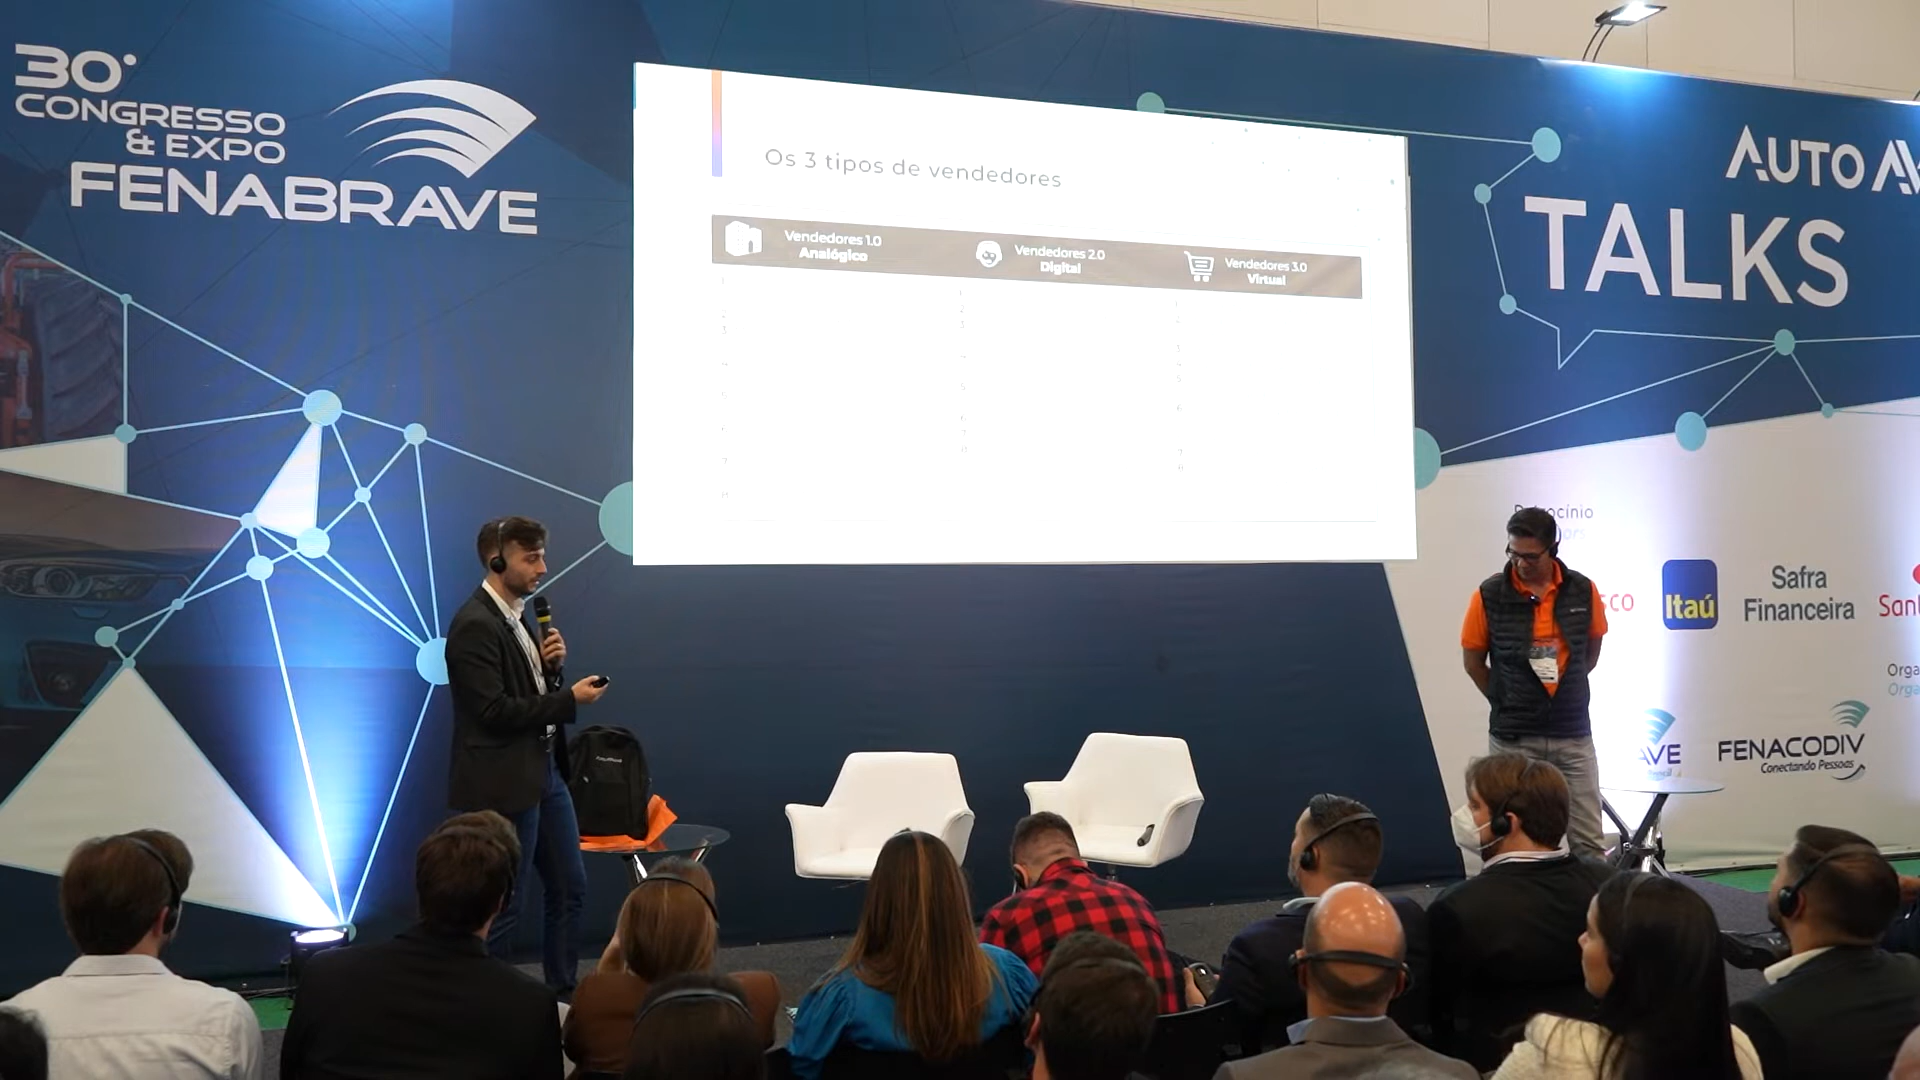 30°
CONGRESSO
& EXPO
FENABRAVE
Os 3 tipos de vendedores
Vendedores 1.0
Analógico
Vendedores 2.0
Digital
Vendedores 3.0
Virtual
AUTO
TALKS
Itaú
Safra
Financeira
FENACODIV
Conectando Pessoas